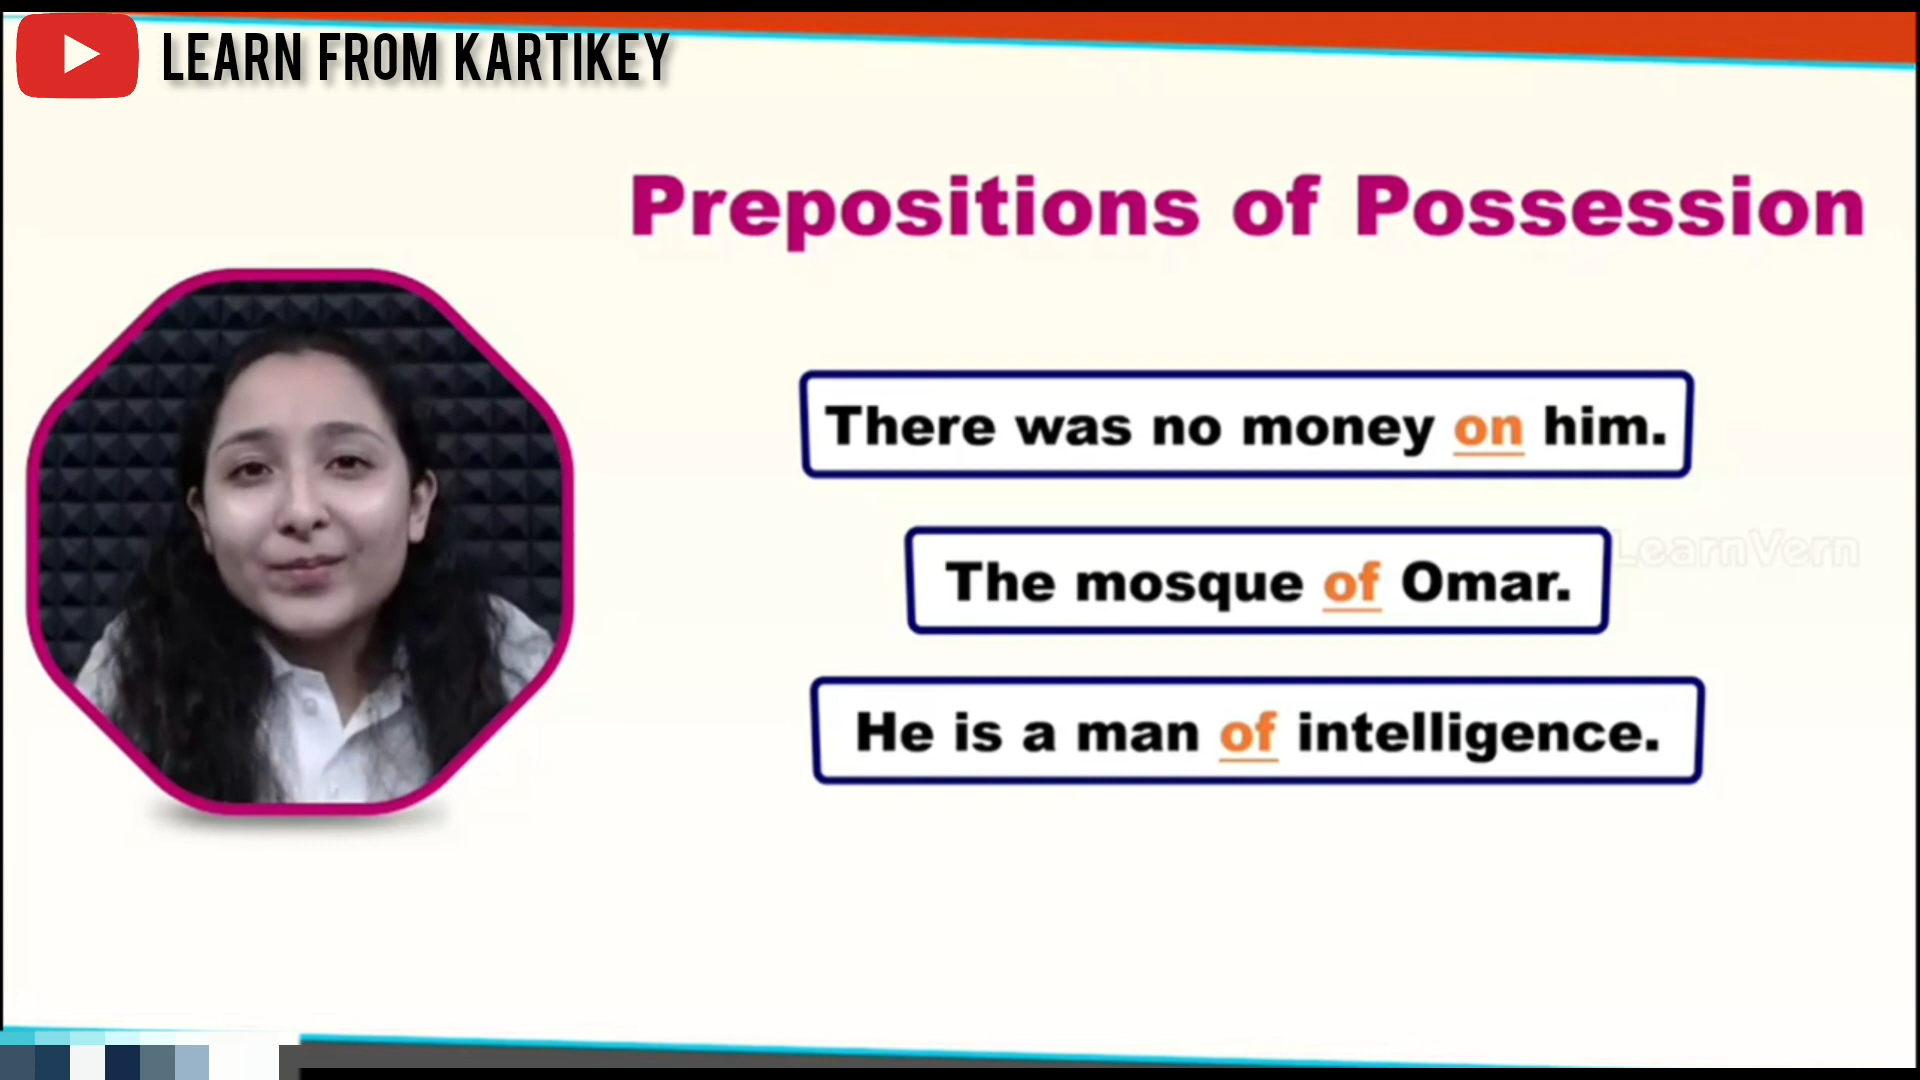 LEARN FROM KARTIKEY
Prepositions of Possession
There was no money on him.
The mosque of Omar.
LearnVern
He is a man of intelligence.